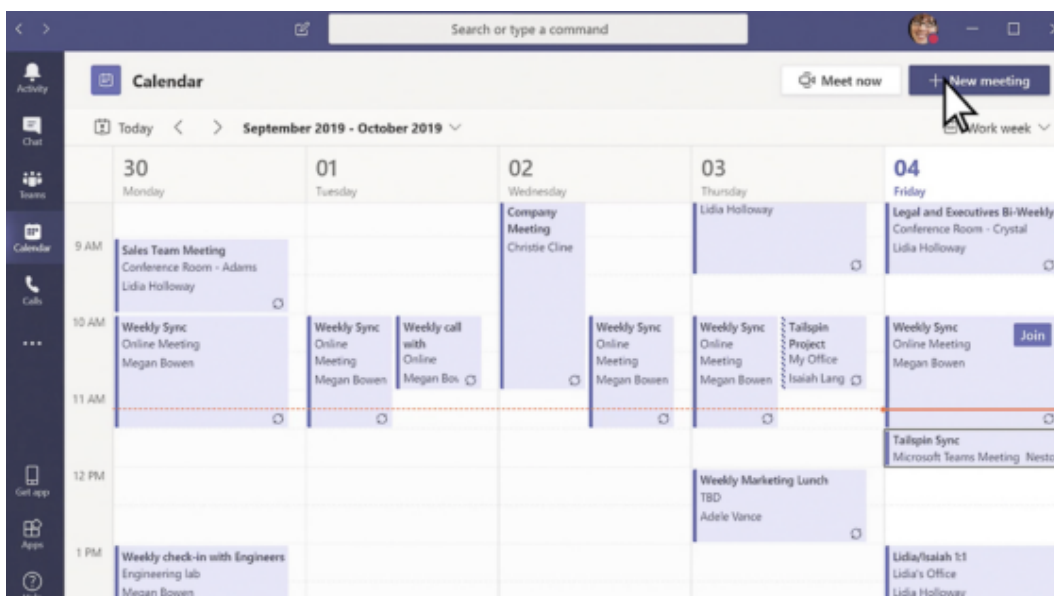 Search or type a command
Activity
Chat
Teams
Calendar
Calls
Get app
Apps
Calendar
Meet now
New meeting
Today
September 2019 - October 2019
Work week
30
Monday
01
Tuesday
02
Wednesday
03
Thursday
04
Friday
9 AM
10 AM
11 AM
12 PM
1 PM
Sales Team Meeting
Conference Room - Adams
Lidia Holloway
Weekly Sync
Online Meeting
Megan Bowen
Weekly check-in with Engineers
Engineering lab
Megan Bowen
Weekly Sync
Online
Meeting
Megan Bowen
Weekly call
with
Online
Megan
Company
Meeting
Christie Cline
Weekly Sync
Online
Meeting
Megan Bowen
Lidia Holloway
Weekly Sync
Online
Meeting
Megan Bowen
Tailspin
Project
My Office
Isaiah Lang
Weekly Marketing Lunch
TBD
Adele Vance
Legal and Executives Bi-Weekly
Conference Room - Crystal
Lidia Holloway
Weekly Sync
Online Meeting
Megan Bowen
Join
Tailspin Sync
Microsoft Teams Meeting
Lidia/Isaiah 1:1
Lidia's Office
Lidia Holloway